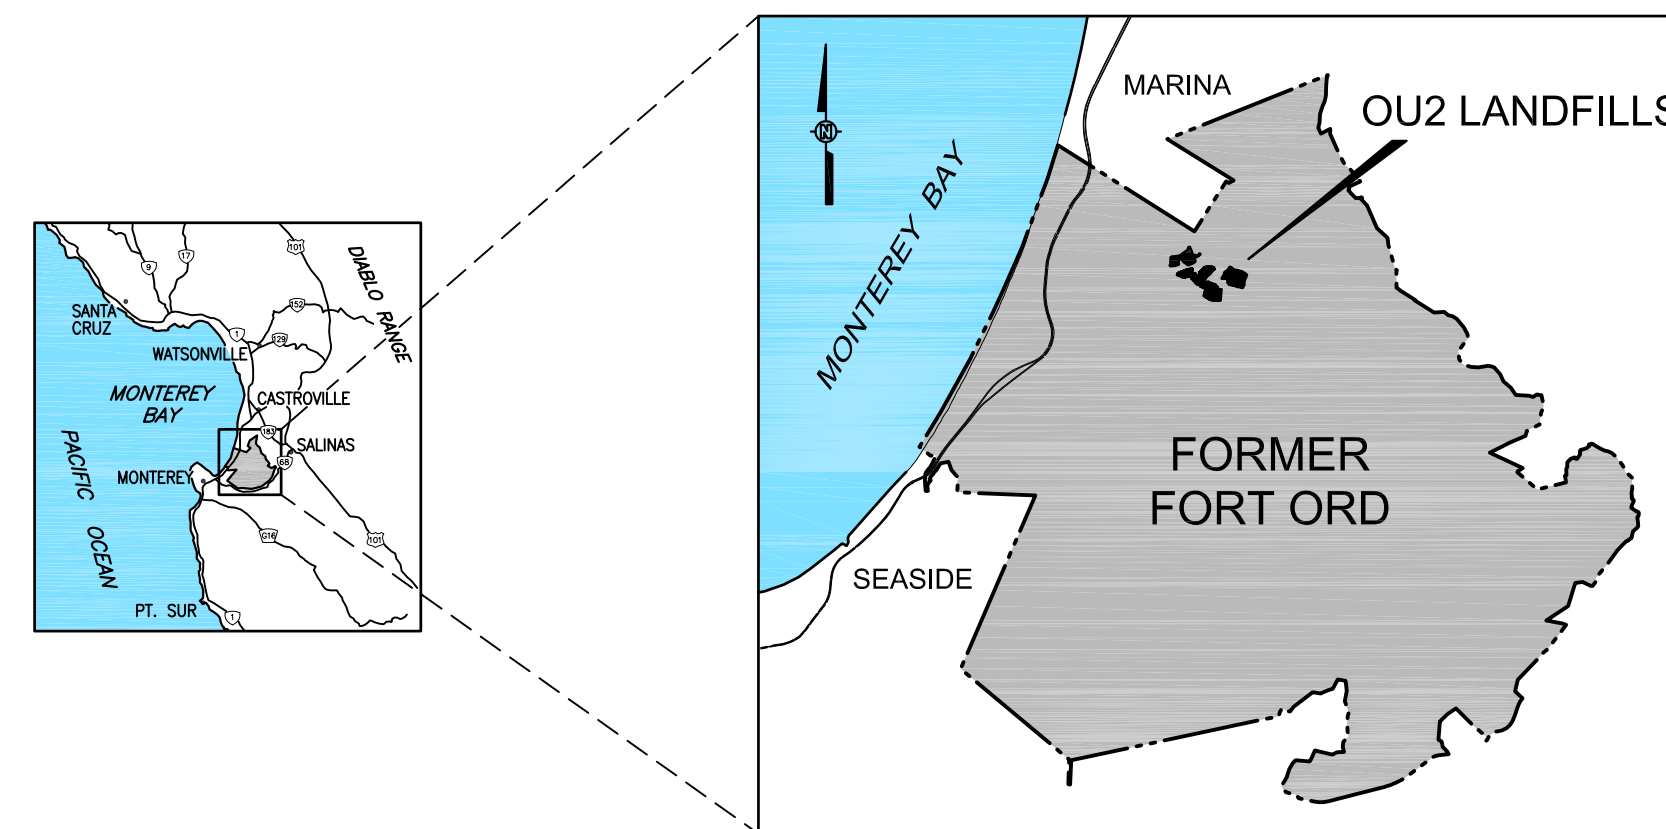 MARINA
OU2 LANDFILLS
N
MONTEREY BAY
FORMER
FORT ORD
SEASIDE
101
17
9
DIABLO RANGE
152
SANTA
CRUZ
1
129
WATSONVILLE
MONTEREY
BAY
CASTROVILLE
183
SALINAS
68
PACIFIC OCEAN
MONTEREY
G16
101
PT. SUR
1